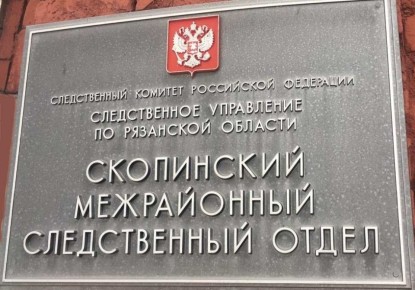 СЛЕДСТВЕННЫЙ КОМИТЕТ РОССИЙСКОЙ ФЕДЕРАЦИИ
СЛЕДСТВЕННОЕ УПРАВЛЕНИЕ
ПО РЯЗАНСКОЙ ОБЛАСТИ
СКОПИНСКИЙ
МЕЖРАЙОННЫЙ
СЛЕДСТВЕННЫЙ ОТДЕЛ